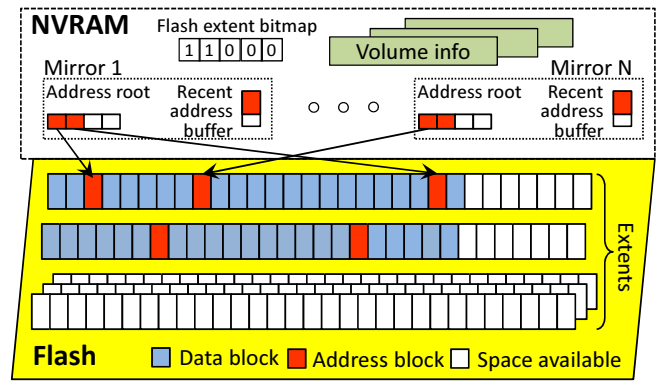 NVRAM
Flash extent bitmap
1 1 0 0 0
Volume info
Mirror 1
Address root
Recent
address
buffer
Mirror N
Address root
Recent
address
buffer
Extents
Flash
Data block
Address block
Space available